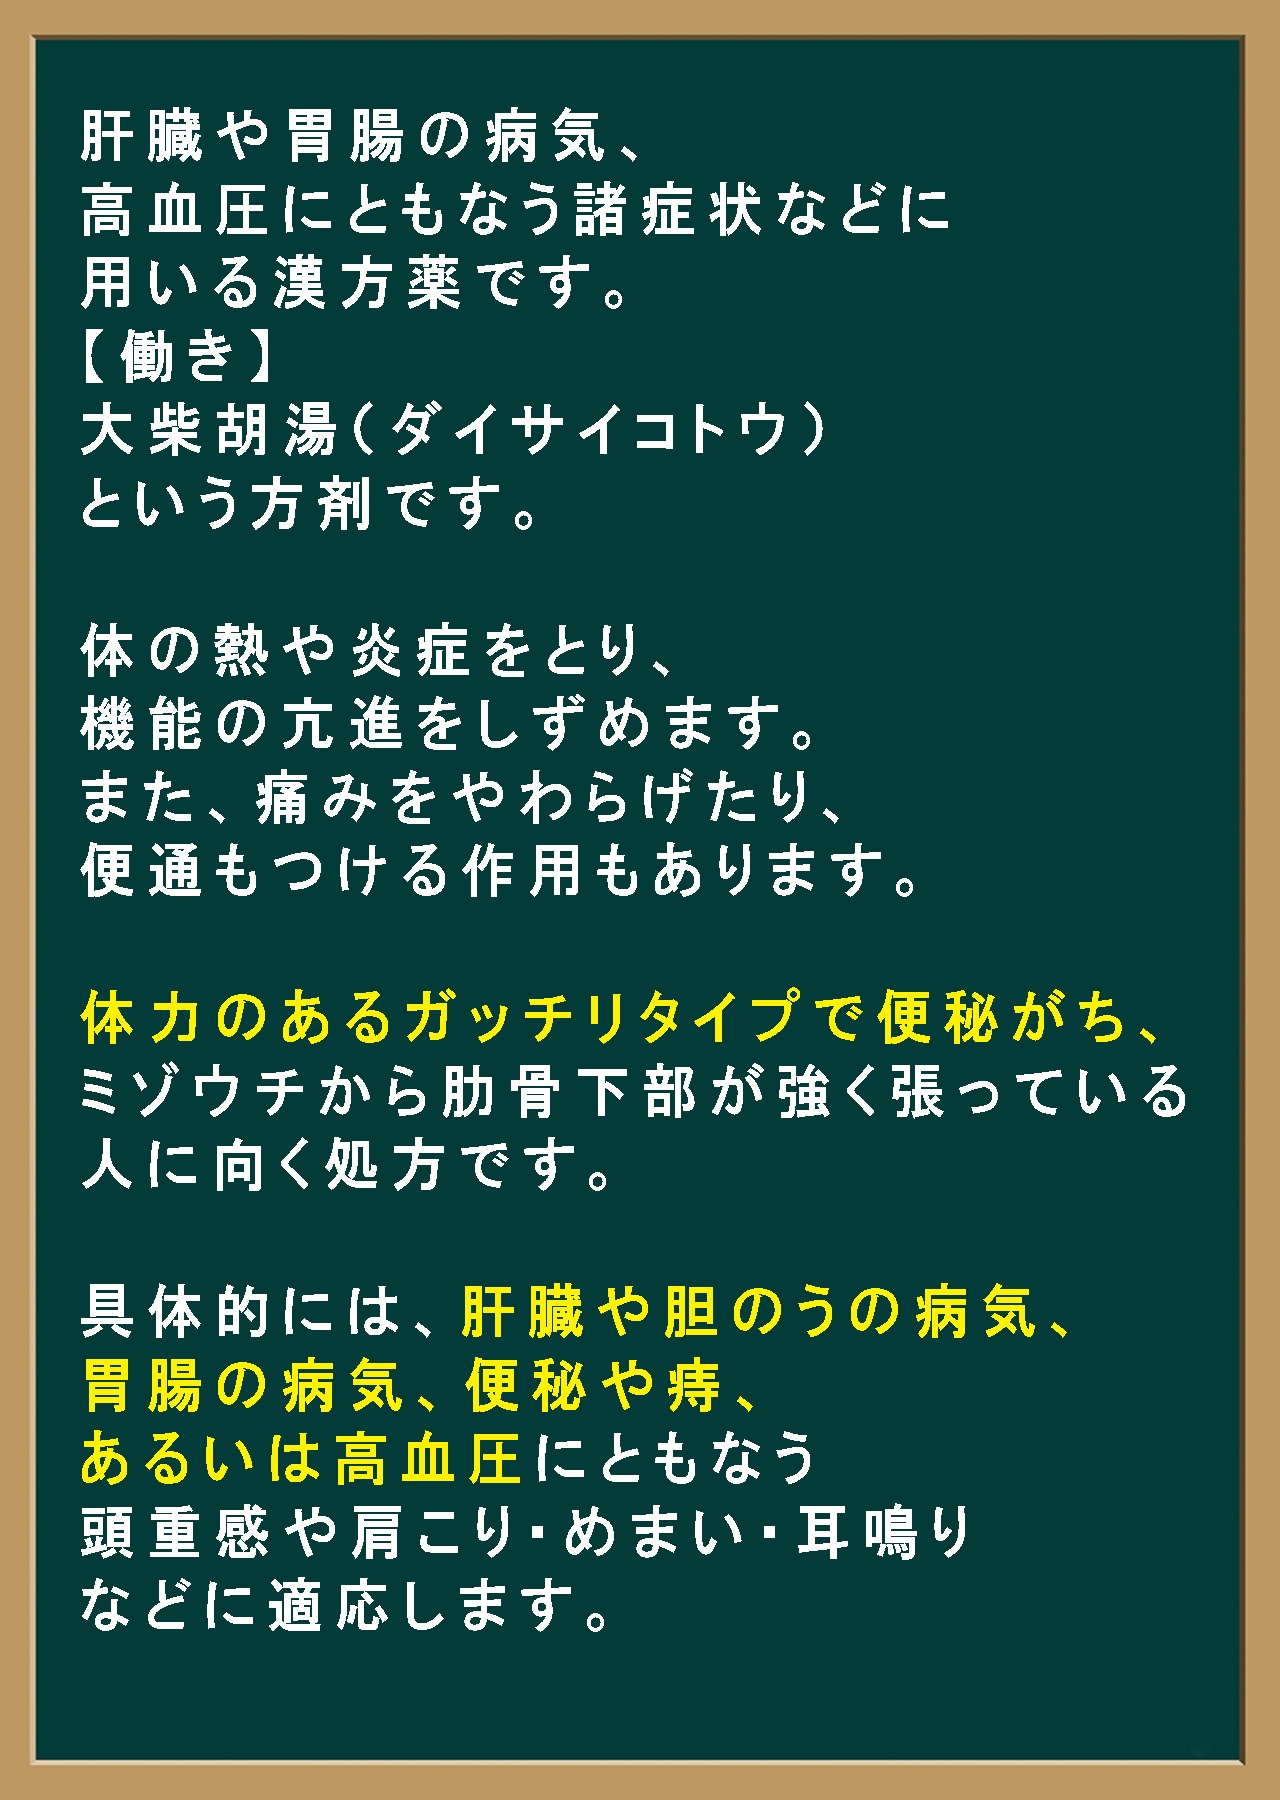 肝臓や胃腸の病気、
高血圧にともなう諸症状などに
用いる漢方薬です。
【働き】
大柴胡湯(ダイサイコトウ)
という方剤です。
体の熱や炎症をとり、
機能の亢進をしずめます。
また、痛みをやわらげたり、
便通もつける作用もあります。
体力のあるガッチリタイプで便秘がち、
ミゾウチから肋骨下部が強く張っている
人に向く処方です。
具体的には、肝臓や胆のうの病気、
胃腸の病気、便秘や痔、
あるいは高血圧にともなう
頭重感や肩こり・めまい・耳鳴り
などに適応します。